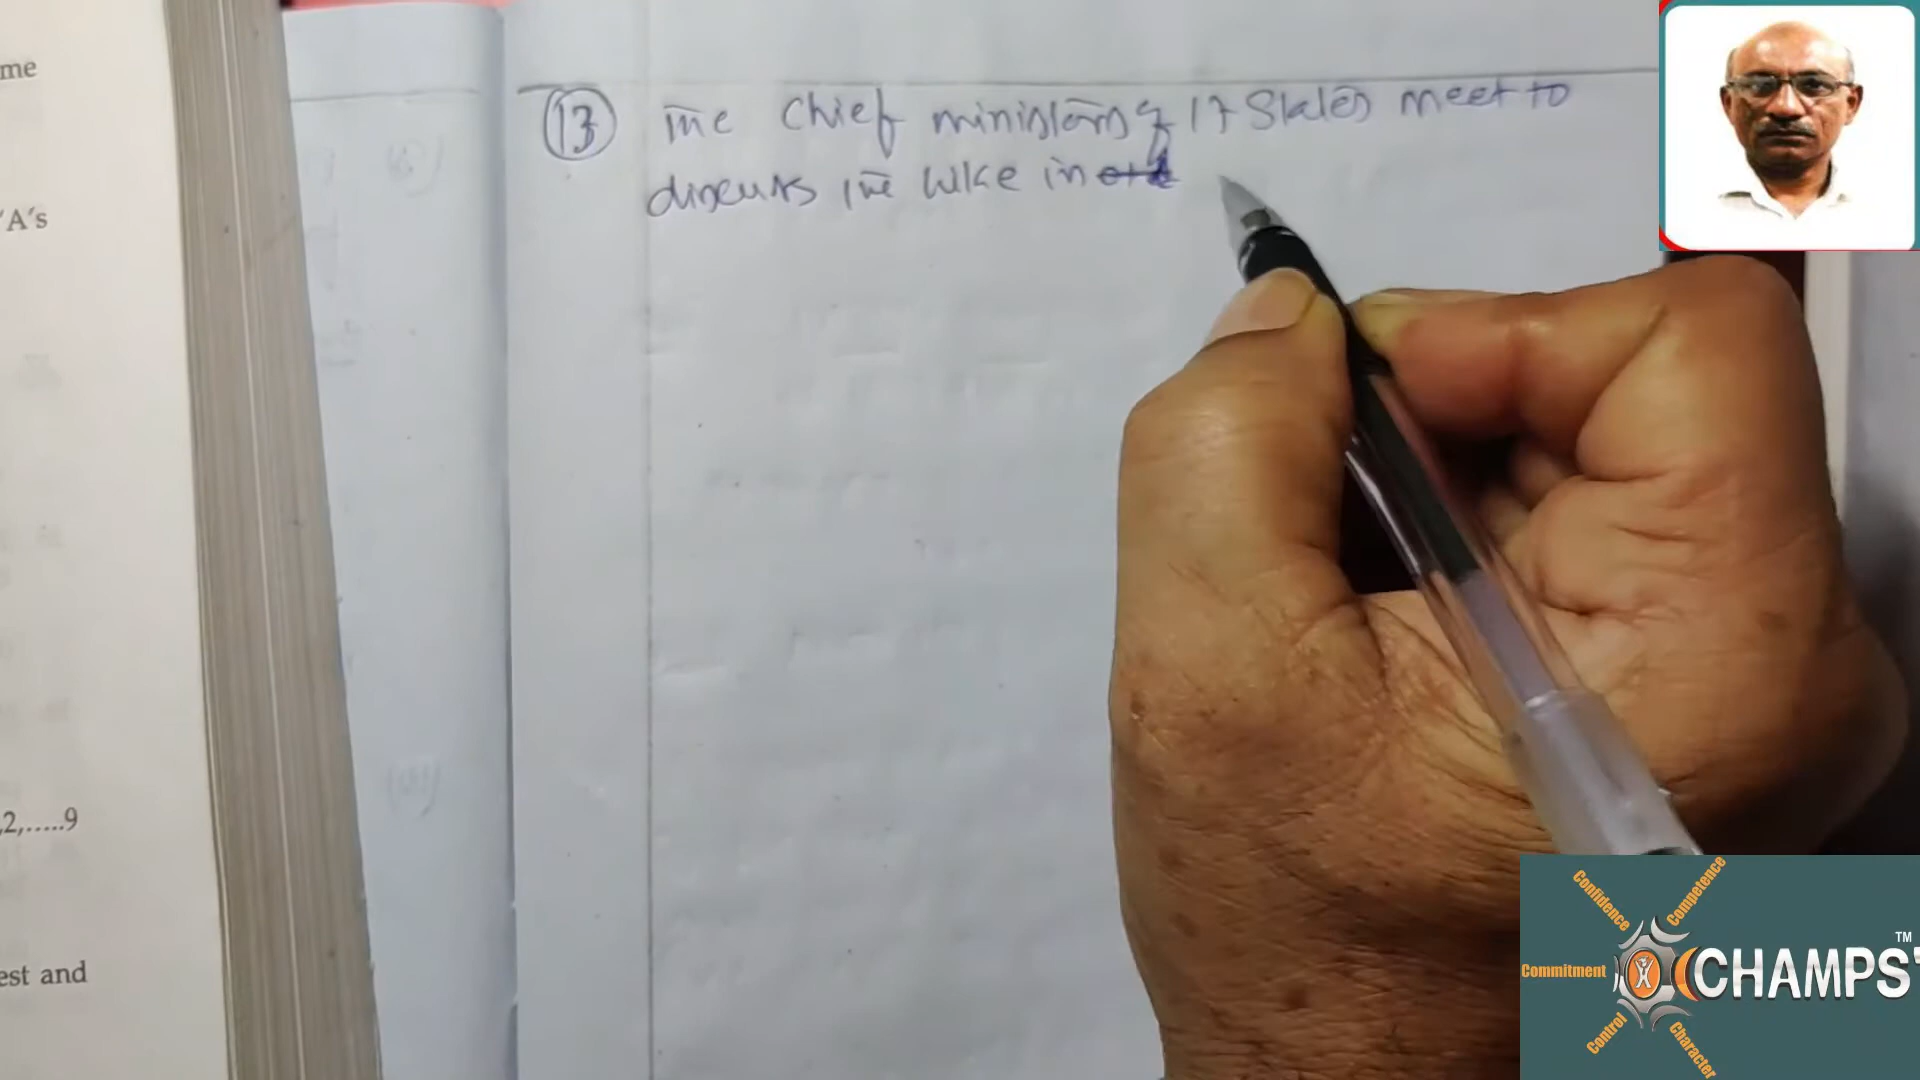 me
'A's
,2,.....9
est and
(13) The Chief ministers of 17 States meet to
discuss the hike in
Confidence
Competence
Commitment
CHAMPS
TM
Control
Character